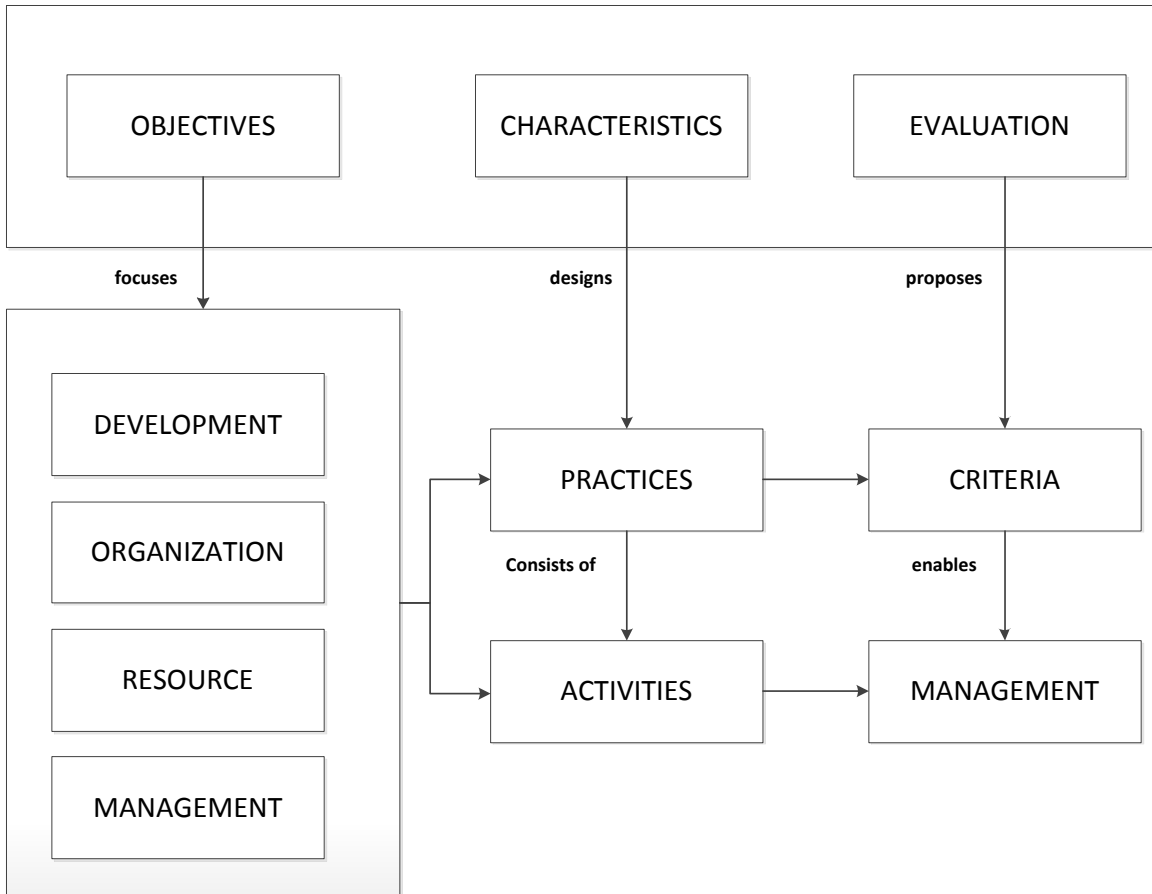 OBJECTIVES
CHARACTERISTICS
EVALUATION
focuses
designs
proposes
DEVELOPMENT
ORGANIZATION
RESOURCE
MANAGEMENT
PRACTICES
CRITERIA
Consists of
enables
ACTIVITIES
MANAGEMENT